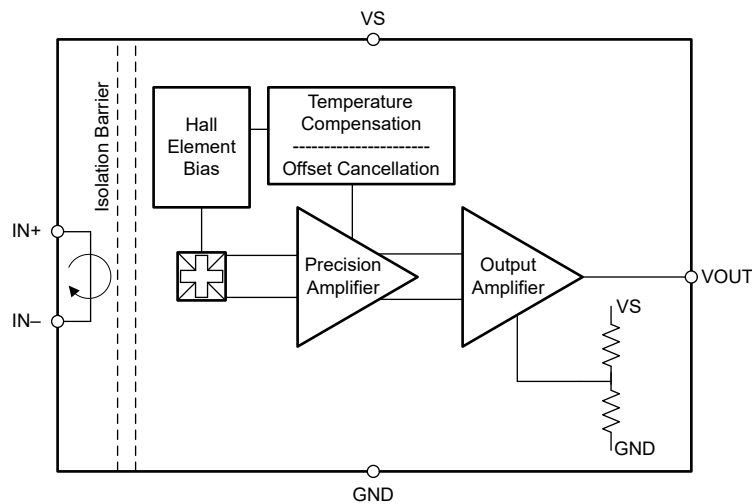 VS
Isolation Barrier
Hall
Element
Bias
Temperature
Compensation
Offset Cancellation
IN+
IN–
Precision
Amplifier
Output
Amplifier
VOUT
VS
GND
GND